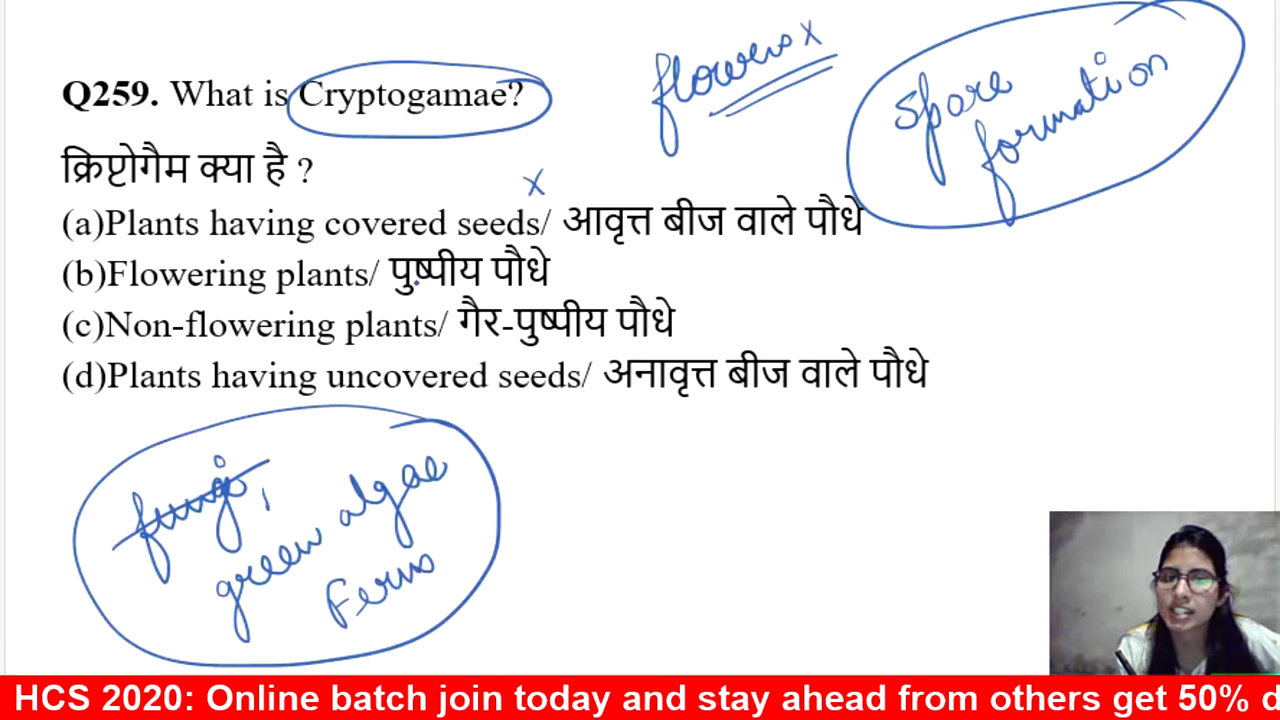 flowers x
spore
formation
Q259. What is Cryptogamae?
क्रिप्टोगैम क्या है ?
x
(a)Plants having covered seeds/ आवृत्त बीज वाले पौधे
(b)Flowering plants/ पुष्पीय पौधे
(c)Non-flowering plants/ गैर-पुष्पीय पौधे
(d)Plants having uncovered seeds/ अनावृत्त बीज वाले पौधे
fungi,
green algae
Ferns
HCS 2020: Online batch join today and stay ahead from others get 50% d